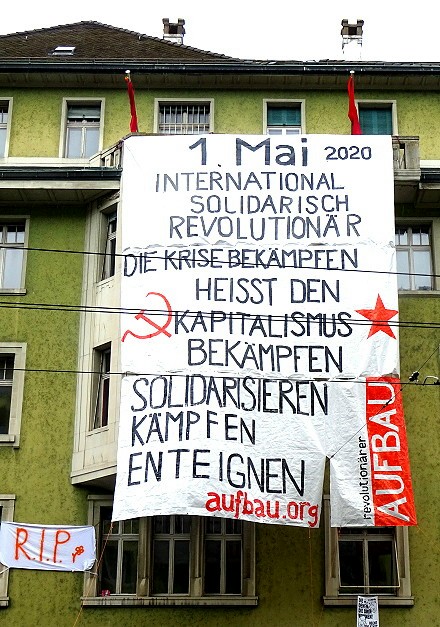 1. Mai 2020
INTERNATIONAL
SOLIDARISCH
REVOLUTIONÄR
DIE KRISE BEKÄMPFEN
HEISST DEN
KAPITALISMUS
BEKÄMPFEN
SOLIDARISIEREN
KÄMPFEN
ENTEIGNEN
aufbau.org
revolutionärer
AUFBAU
R.I.P.